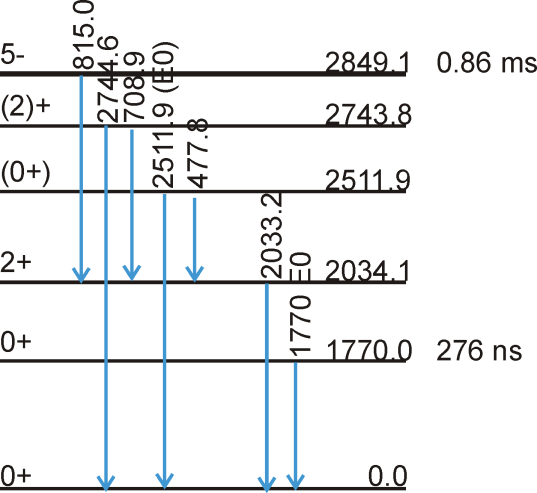 815.0
2744.6
708.9
2511.9 (E0)
477.8
5- 2849.1 0.86 ms
(2)+ 2743.8
(0+) 2511.9
2033.2
2+ 2034.1
1770 E0
0+ 1770.0 276 ns
0+ 0.0